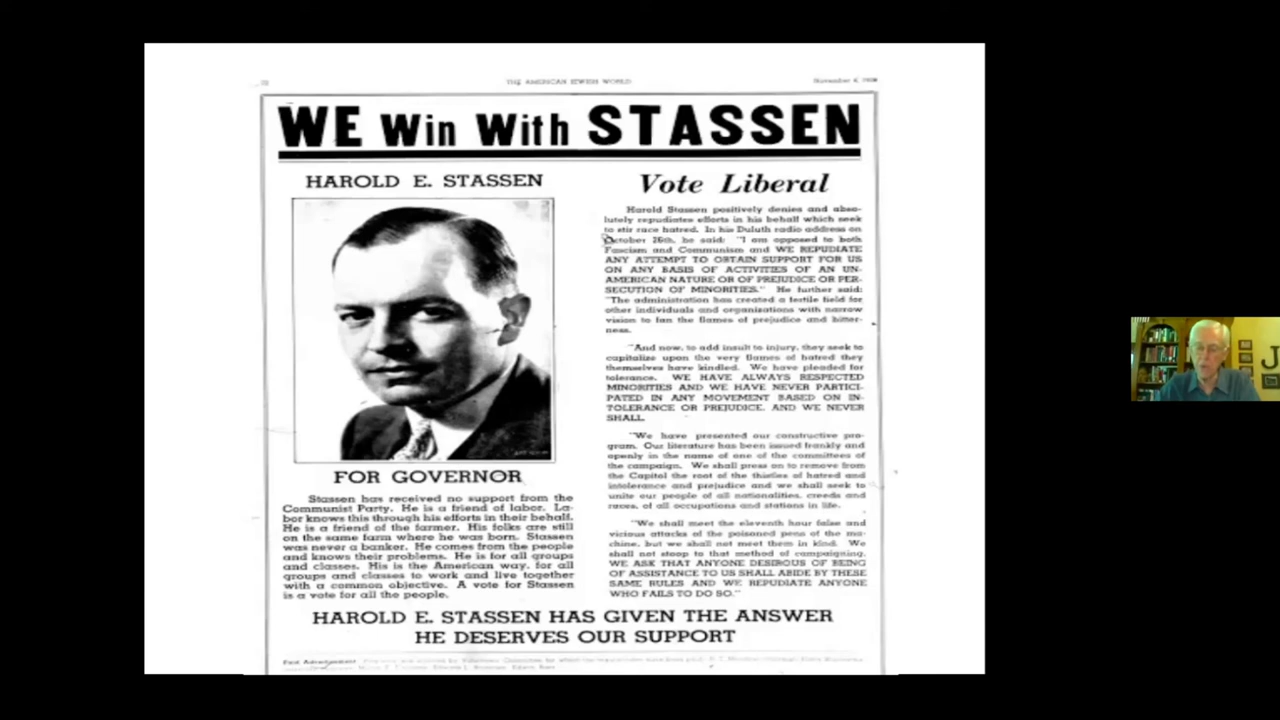 THE AMERICAN JEWISH WORLD
November 4,
WE Win With STASSEN
HAROLD E. STASSEN
FOR GOVERNOR
Stassen has received no support from the
Communist Party. He is a friend of labor. La-
bor knows this through his efforts in their behalf.
He is a friend of the farmer. His folks are still
on the same farm where he was born. Stassen
was never a banker. He comes from the people
and knows their problems. He is for all groups
and classes. His is the American way, for all
groups and classes to work and live together
with a common objective. A vote for Stassen
is a vote for all the people.
Vote Liberal
Harold Stassen positively denies and abso-
lutely repudiates efforts in his behalf which seek
to stir race hatred. In his Duluth radio address on
October 26th, he said: "I am opposed to both
Fascism and Communism and WE REPUDIATE
ANY ATTEMPT TO OBTAIN SUPPORT FOR US
ON ANY BASIS OF ACTIVITIES OF AN UN-
AMERICAN NATURE OR OF PREJUDICE OR PER-
SECUTION OF MINORITIES." He further said:
"The administration has created a fertile field for
other individuals and organizations with narrow
vision to fan the flames of prejudice and bitter-
ness.
"And now, to add insult to injury, they seek to
capitalize upon the very flames of hatred they
themselves have kindled. We have pleaded for
tolerance. WE HAVE ALWAYS RESPECTED
MINORITIES AND WE HAVE NEVER PARTICI-
PATED IN ANY MOVEMENT BASED ON IN-
TOLERANCE OR PREJUDICE, AND WE NEVER
SHALL.
"We have presented our constructive pro-
gram. Our literature has been issued frankly and
openly in the name of one of the committees of
the campaign. We shall press on to remove from
the Capitol the root of the thistles of hatred and
intolerance and prejudice and we shall seek to
unite our people of all nationalities, creeds and
races, of all occupations and stations in life.
"We shall meet the eleventh hour false and
vicious attacks of the poisoned pens of the ma-
chine, but we shall not meet them in kind. We
shall not stoop to that method of campaigning.
WE ASK THAT ANYONE DESIROUS OF BEING
OF ASSISTANCE TO US SHALL ABIDE BY THESE
SAME RULES AND WE REPUDIATE ANYONE
WHO FAILS TO DO SO."
HAROLD E. STASSEN HAS GIVEN THE ANSWER
HE DESERVES OUR SUPPORT
Advertisement
J